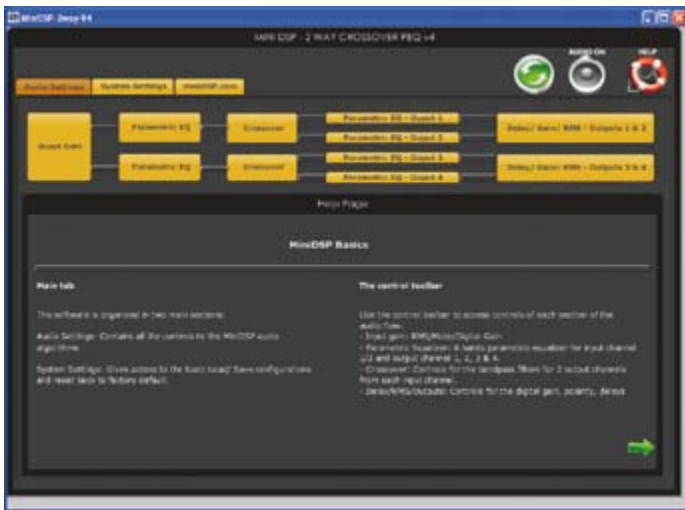 MiniDSP 2way V4
MINI DSP - 2 WAY CROSSOVER PEQ v4
AUDIO ON
HELP
Audio Settings
System Settings
miniDSP.com
Input Gain
Parametric EQ
Crossover
Parametric EQ - Ouput 1
Parametric EQ - Ouput 2
Delay/ Gain/ RMS - Outputs 1 & 2
Parametric EQ
Crossover
Parametric EQ - Ouput 3
Parametric EQ - Ouput 4
Delay/ Gain/ RMS - Outputs 3 & 4
Help Pages
MiniDSP Basics
Main tab
The software is organized in two main sections:
Audio Settings: Contains all the controls to the MiniDSP audio
algorithms
System Settings: Gives access to the Load/ Save configurations
and reset back to factory default.
The control toolbar
Use the control toolbar to access controls of each section of the
audio flow:
- Input gain: RMS/Mute/Digital Gain
- Parametric Equalizer: 6 bands parametric equalizer for input channel
1/2 and output channel 1, 2, 3 & 4.
- Crossover: Controls for the bandpass filters for 2 output channels
from each input channel.
- Delay/RMS/Outputs: Controls for the digital gain, polarity, delays